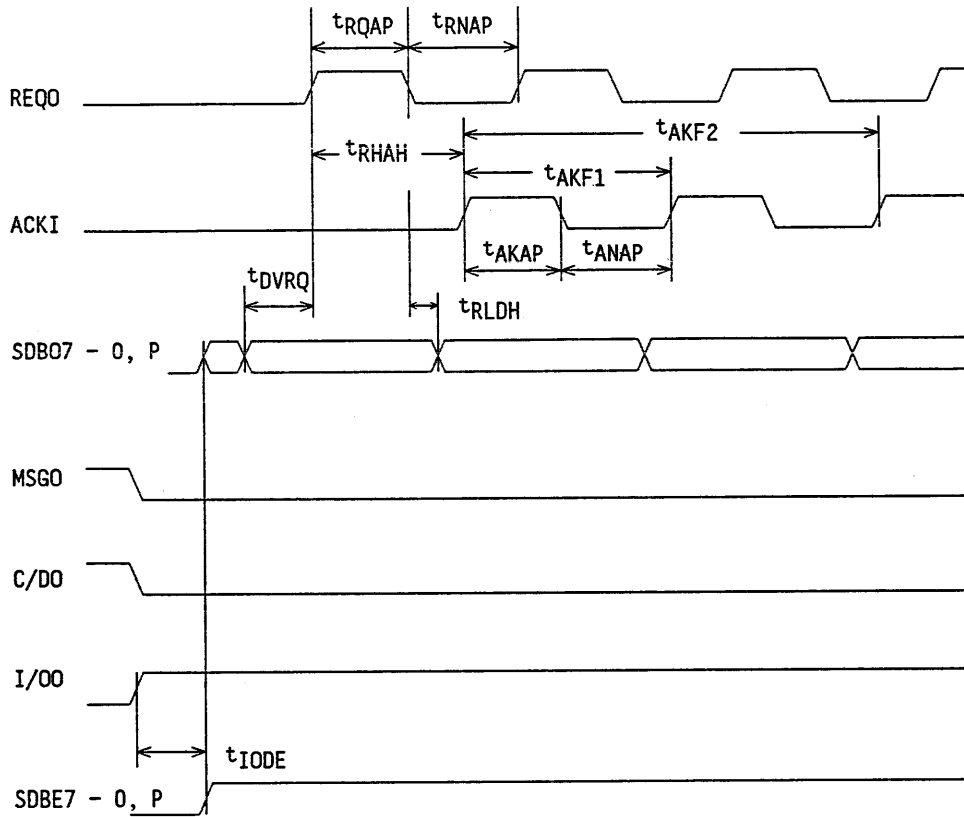 tRQAP tRNAP
REQO
tAKF2
tRHAH
tAKF1
ACKI
tAKAP tANAP
tDVRQ
tRLDH
SDBO7 - 0, P
MSGO
C/DO
I/OO
tIODE
SDBE7 - 0, P